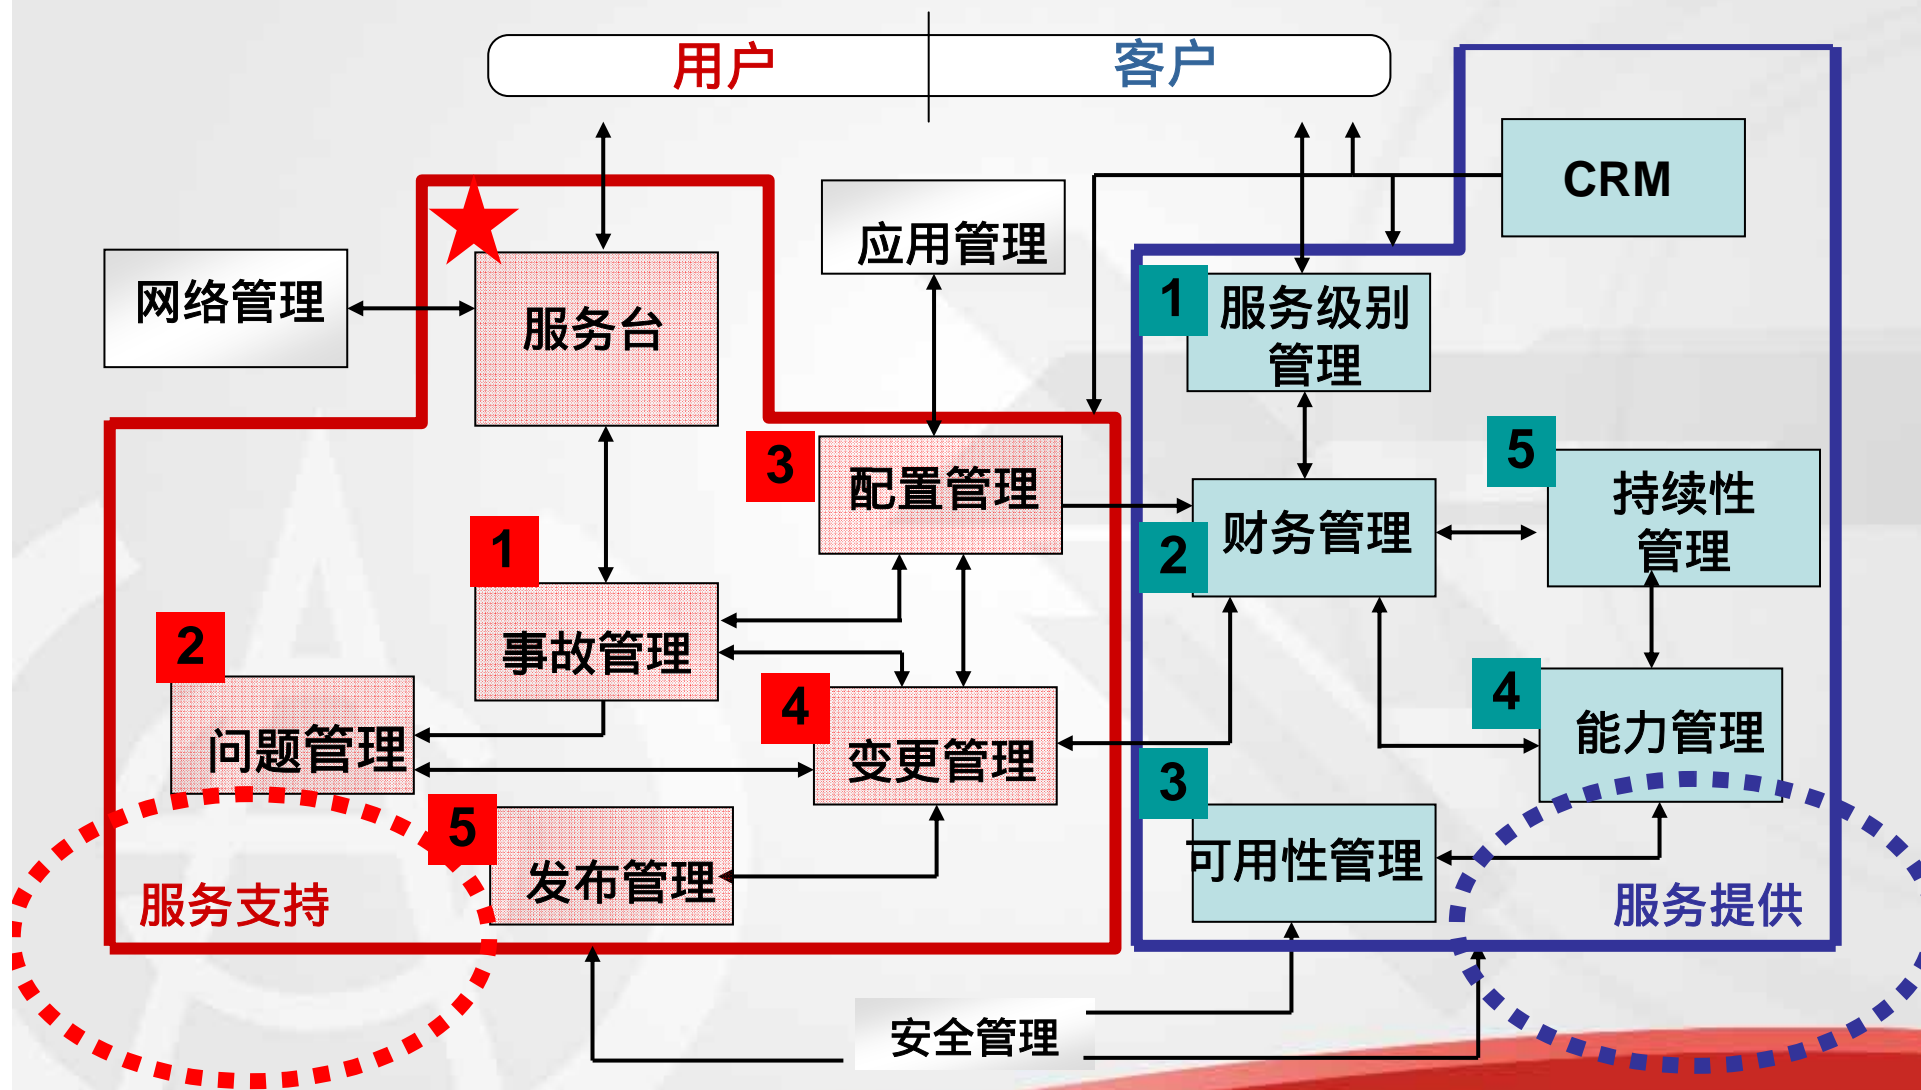 用户
客户
CRM
应用管理
网络管理
服务台
1
服务级别
管理
3
配置管理
5
持续性
管理
2
财务管理
1
事故管理
2
问题管理
4
变更管理
4
能力管理
3
可用性管理
5
发布管理
服务支持
服务提供
安全管理